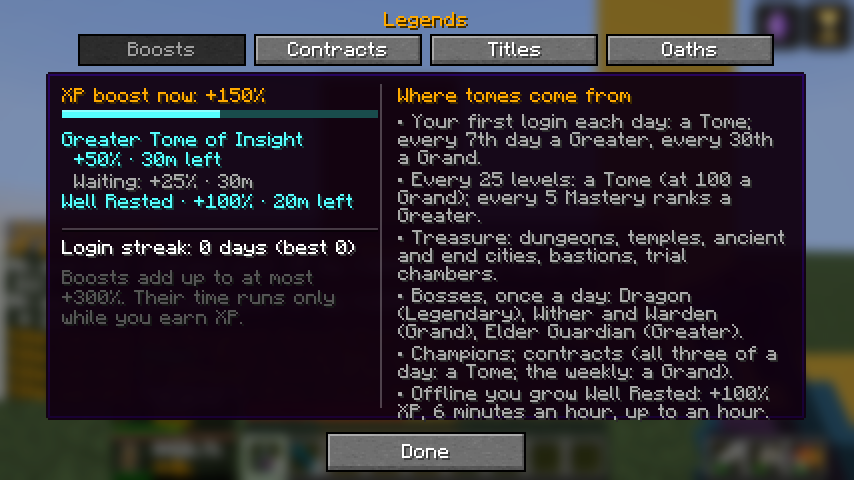 Legends
Boosts
Contracts
Titles
Oaths
XP boost now: +150%
Greater Tome of Insight
+50% · 30m left
Waiting: +25% · 30m
Well Rested · +100% · 20m left
Login streak: 0 days (best 0)
Boosts add up to at most
+300%. Their time runs only
while you earn XP.
Where tomes come from
• Your first login each day: a Tome;
every 7th day a Greater, every 30th
a Grand.
• Every 25 levels: a Tome (at 100 a
Grand); every 5 Mastery ranks a
Greater.
• Treasure: dungeons, temples, ancient
and end cities, bastions, trial
chambers.
• Bosses, once a day: Dragon
(Legendary), Wither and Warden
(Grand), Elder Guardian (Greater).
• Champions; contracts (all three of a
day: a Tome; the weekly: a Grand).
• Offline you grow Well Rested: +100%
XP, 6 minutes an hour, up to an hour.
Done